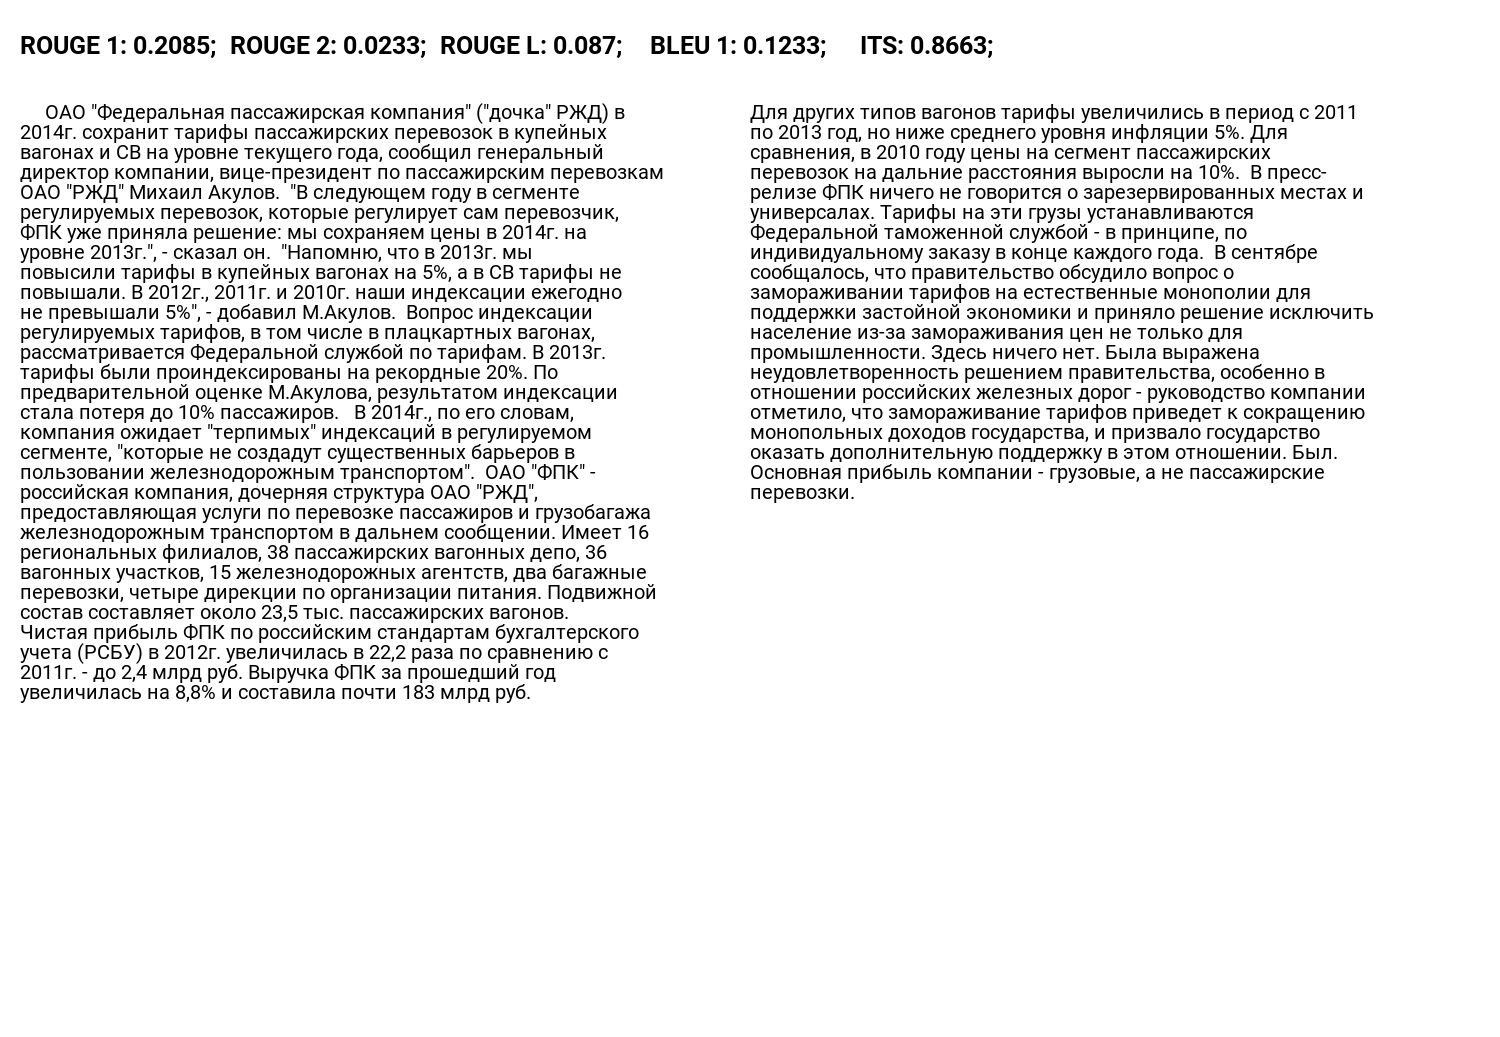 ROUGE 1: 0.2085;  ROUGE 2: 0.0233;  ROUGE L: 0.087;    BLEU 1: 0.1233;     ITS: 0.8663;
ОАО "Федеральная пассажирская компания" ("дочка" РЖД) в
2014г. сохранит тарифы пассажирских перевозок в купейных
вагонах и СВ на уровне текущего года, сообщил генеральный
директор компании, вице-президент по пассажирским перевозкам
ОАО "РЖД" Михаил Акулов.  "В следующем году в сегменте
регулируемых перевозок, которые регулирует сам перевозчик,
ФПК уже приняла решение: мы сохраняем цены в 2014г. на
уровне 2013г.", - сказал он.  "Напомню, что в 2013г. мы
повысили тарифы в купейных вагонах на 5%, а в СВ тарифы не
повышали. В 2012г., 2011г. и 2010г. наши индексации ежегодно
не превышали 5%", - добавил М.Акулов.  Вопрос индексации
регулируемых тарифов, в том числе в плацкартных вагонах,
рассматривается Федеральной службой по тарифам. В 2013г.
тарифы были проиндексированы на рекордные 20%. По
предварительной оценке М.Акулова, результатом индексации
стала потеря до 10% пассажиров.   В 2014г., по его словам,
компания ожидает "терпимых" индексаций в регулируемом
сегменте, "которые не создадут существенных барьеров в
пользовании железнодорожным транспортом".  ОАО "ФПК" -
российская компания, дочерняя структура ОАО "РЖД",
предоставляющая услуги по перевозке пассажиров и грузобагажа
железнодорожным транспортом в дальнем сообщении. Имеет 16
региональных филиалов, 38 пассажирских вагонных депо, 36
вагонных участков, 15 железнодорожных агентств, два багажные
перевозки, четыре дирекции по организации питания. Подвижной
состав составляет около 23,5 тыс. пассажирских вагонов.
Чистая прибыль ФПК по российским стандартам бухгалтерского
учета (РСБУ) в 2012г. увеличилась в 22,2 раза по сравнению с
2011г. - до 2,4 млрд руб. Выручка ФПК за прошедший год
увеличилась на 8,8% и составила почти 183 млрд руб.
Для других типов вагонов тарифы увеличились в период с 2011
по 2013 год, но ниже среднего уровня инфляции 5%. Для
сравнения, в 2010 году цены на сегмент пассажирских
перевозок на дальние расстояния выросли на 10%.  В пресс-
релизе ФПК ничего не говорится о зарезервированных местах и
универсалах. Тарифы на эти грузы устанавливаются
Федеральной таможенной службой - в принципе, по
индивидуальному заказу в конце каждого года.  В сентябре
сообщалось, что правительство обсудило вопрос о
замораживании тарифов на естественные монополии для
поддержки застойной экономики и приняло решение исключить
население из-за замораживания цен не только для
промышленности. Здесь ничего нет. Была выражена
неудовлетворенность решением правительства, особенно в
отношении российских железных дорог - руководство компании
отметило, что замораживание тарифов приведет к сокращению
монопольных доходов государства, и призвало государство
оказать дополнительную поддержку в этом отношении. Был.
Основная прибыль компании - грузовые, а не пассажирские
перевозки.